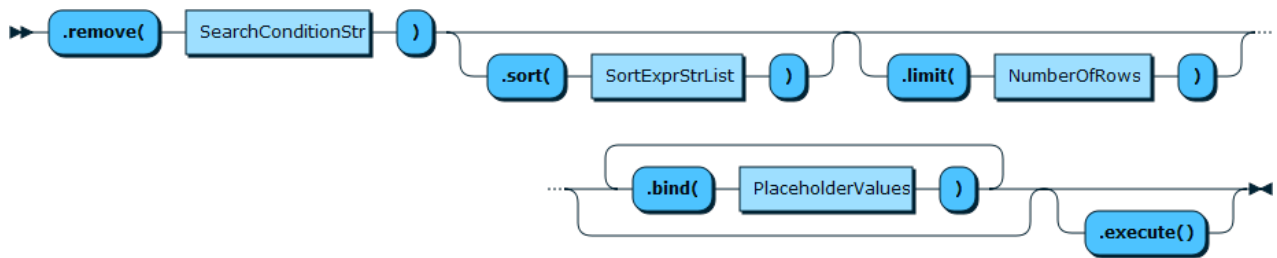 .remove( SearchConditionStr )
.sort( SortExprStrList ) .limit( NumberOfRows )
.bind( PlaceholderValues )
.execute()